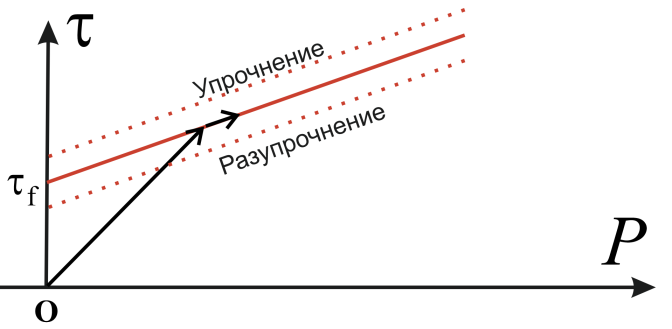 τ
Упрочнение
Разупрочнение
τf
P
o